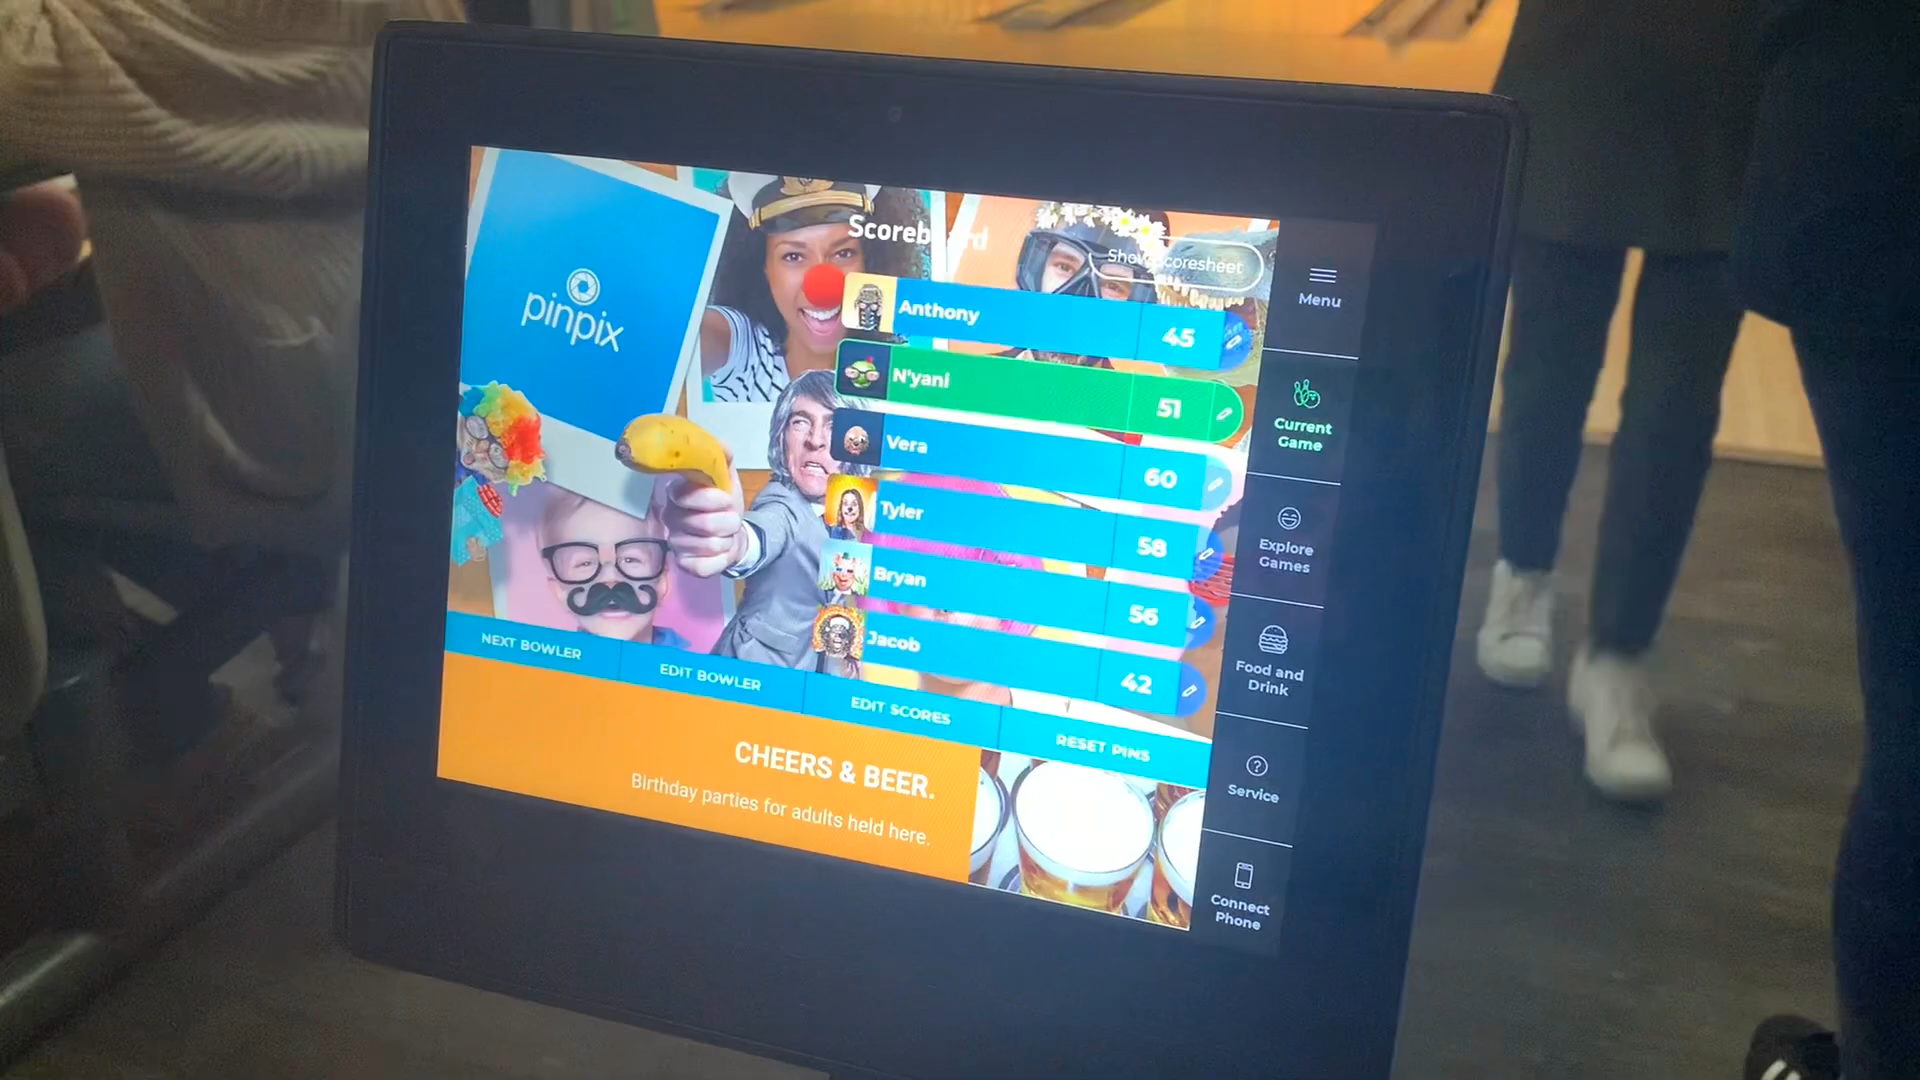 pinpix
Scoreboard
Show Scoresheet
Anthony 45
N'yani 51
Vera 60
Tyler 58
Bryan 56
Jacob 42
NEXT BOWLER
EDIT BOWLER
EDIT SCORES
RESET PINS
CHEERS & BEER.
Birthday parties for adults held here.
Menu
Current
Game
Explore
Games
Food and
Drink
Service
Connect
Phone